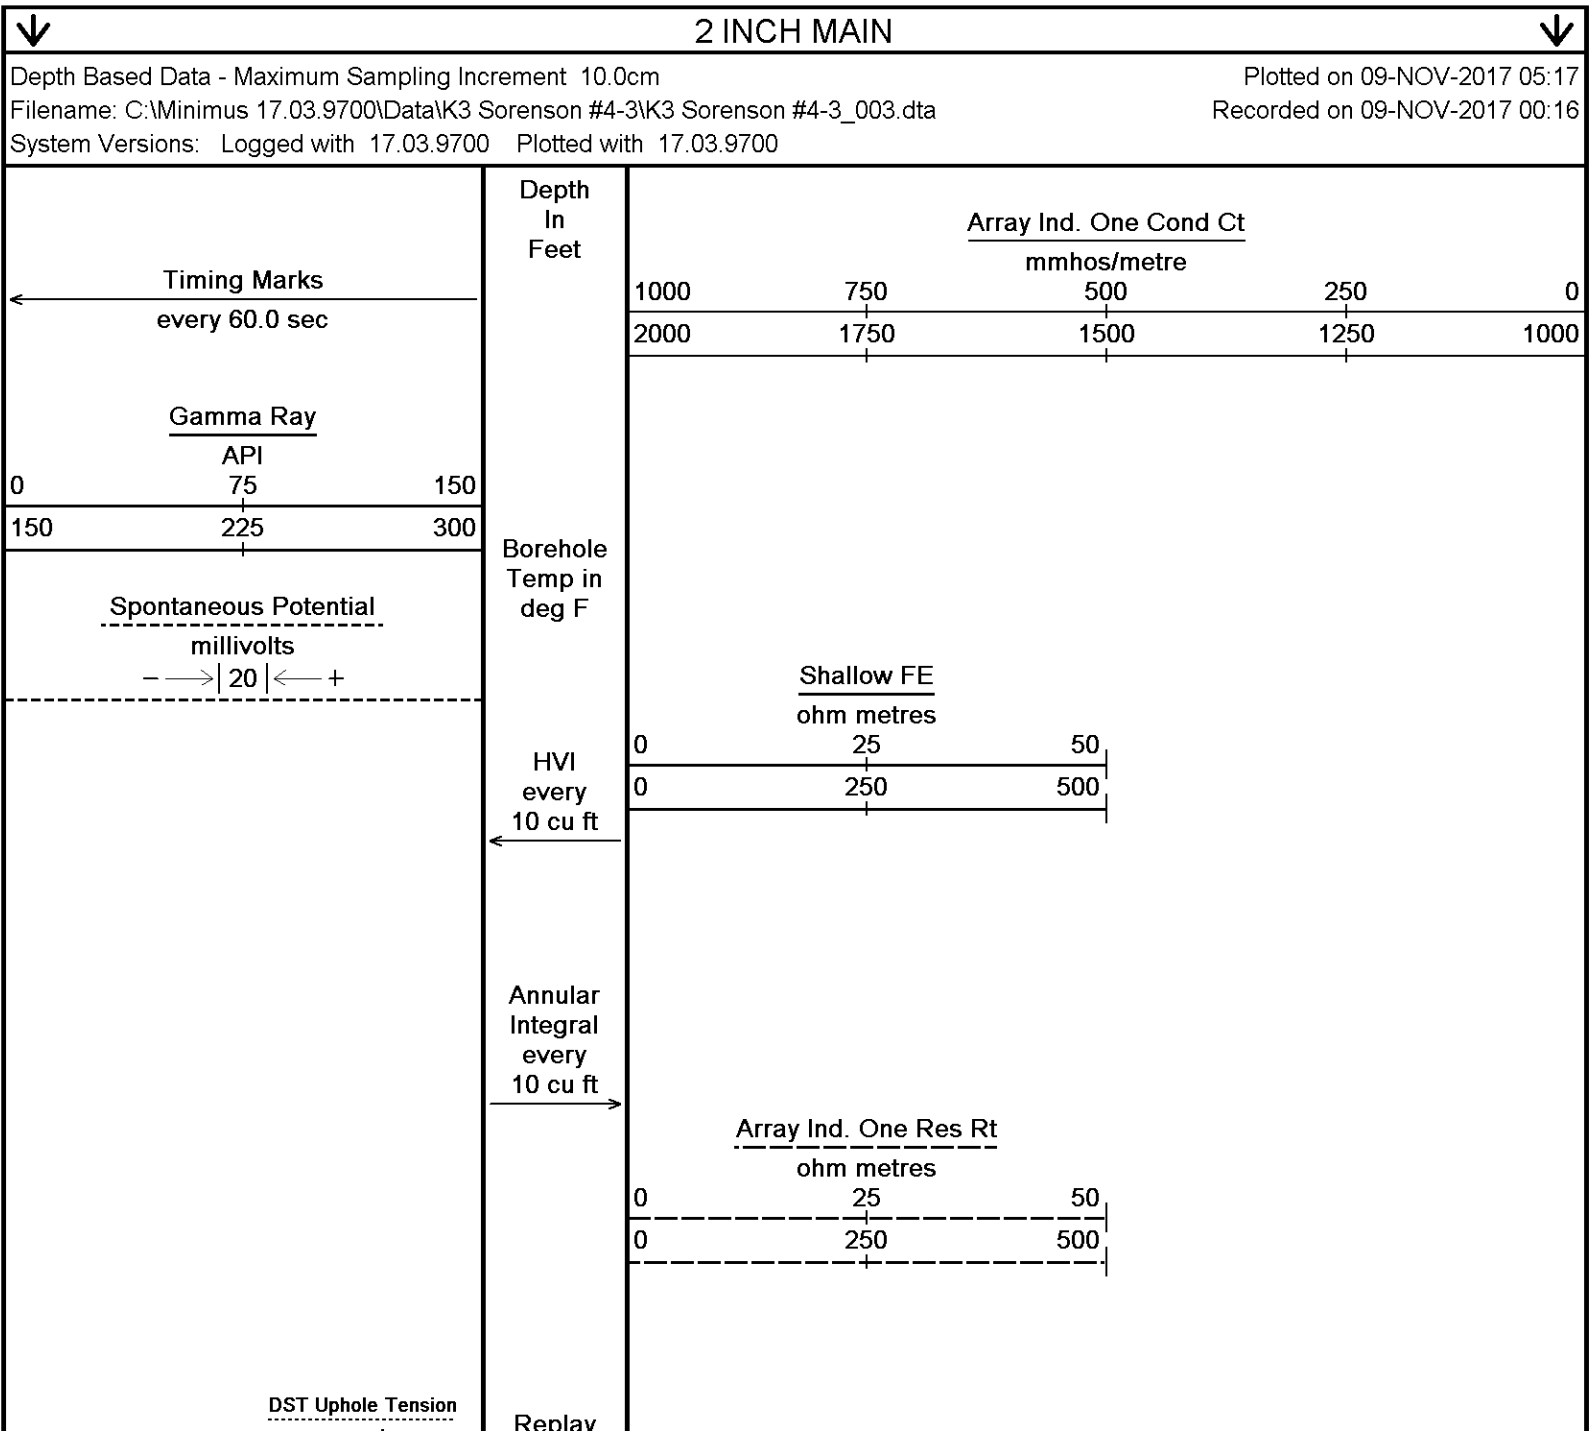 2 INCH MAIN
Depth Based Data - Maximum Sampling Increment 10.0cm
Plotted on 09-NOV-2017 05:17
Filename: C:\Minimus 17.03.9700\Data\K3 Sorenson #4-3\K3 Sorenson #4-3_003.dta
Recorded on 09-NOV-2017 00:16
System Versions: Logged with 17.03.9700 Plotted with 17.03.9700
Timing Marks
every 60.0 sec
Gamma Ray
API
0 75 150
150 225 300
Spontaneous Potential
millivolts
− 20 +
DST Uphole Tension
Depth
In
Feet
Borehole
Temp in
deg F
HVI
every
10 cu ft
Annular
Integral
every
10 cu ft
Replay
Array Ind. One Cond Ct
mmhos/metre
1000 750 500 250 0
2000 1750 1500 1250 1000
Shallow FE
ohm metres
0 25 50
0 250 500
Array Ind. One Res Rt
ohm metres
0 25 50
0 250 500